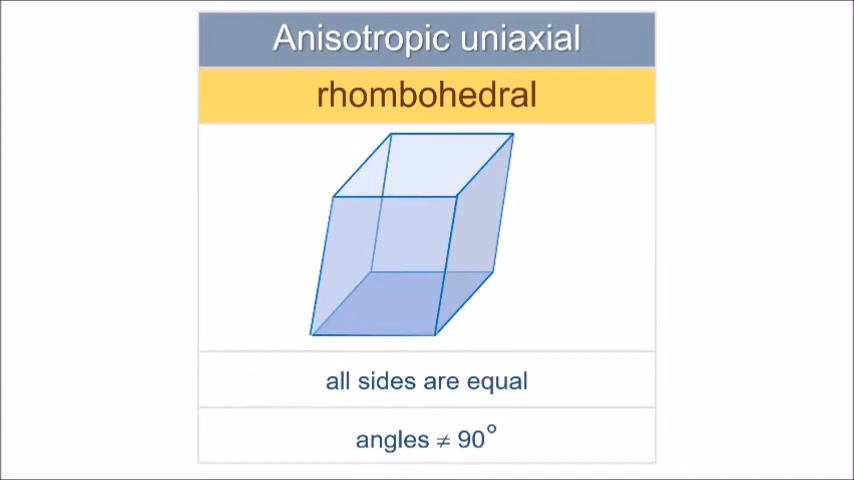 Anisotropic uniaxial
rhombohedral
all sides are equal
angles ≠ 90°